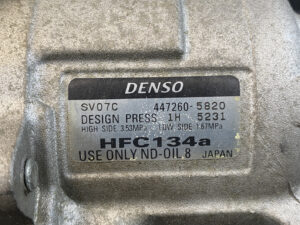 DENSO
SV07C 447260-5820
DESIGN PRESS 1H 5231
HIGH SIDE 3.53MPa LOW SIDE 1.67MPa
HFC134a
USE ONLY ND-OIL 8 JAPAN